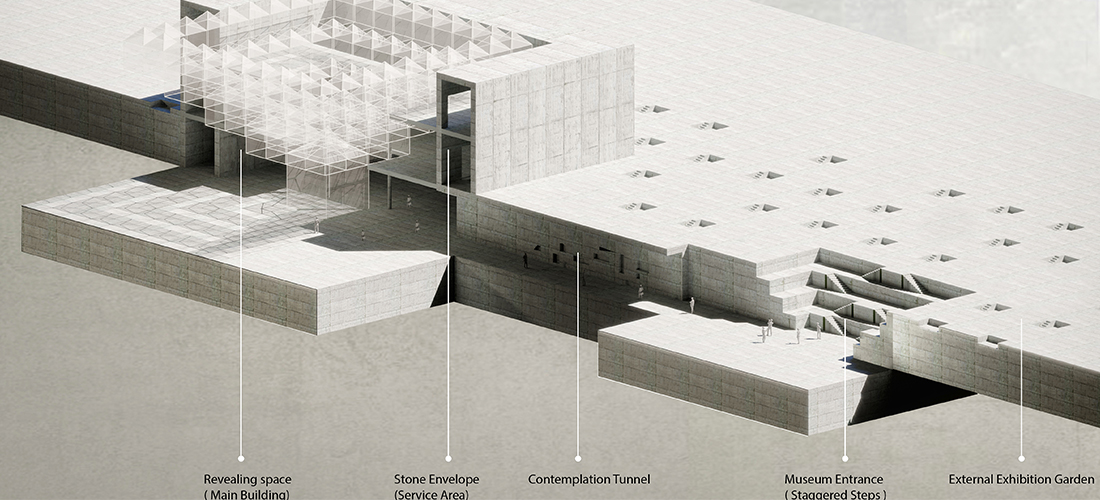 Revealing space
( Main Building)
Stone Envelope
(Service Area)
Contemplation Tunnel
Museum Entrance
( Staggered Steps )
External Exhibition Garden